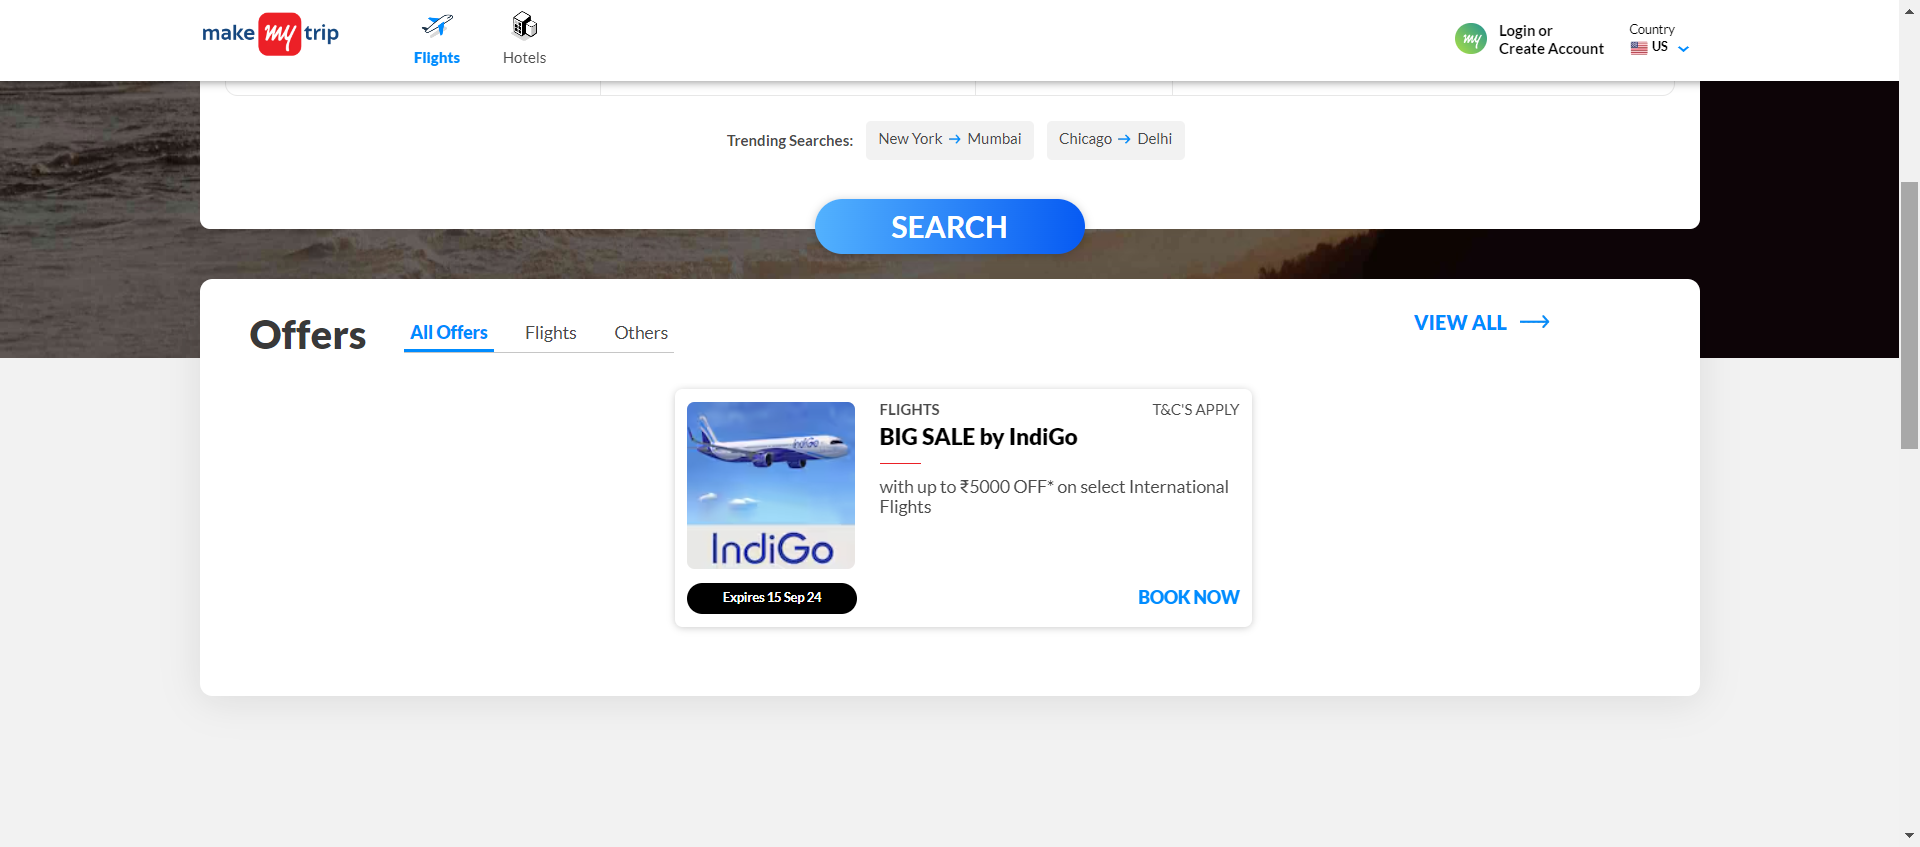 make my trip
Flights
Hotels
my
Login or
Create Account
Country
US
Trending Searches:
New York → Mumbai
Chicago → Delhi
SEARCH
Offers
All Offers
Flights
Others
VIEW ALL
FLIGHTS
T&C'S APPLY
BIG SALE by IndiGo
with up to ₹5000 OFF* on select International
Flights
IndiGo
IndiGo
Expires 15 Sep 24
BOOK NOW